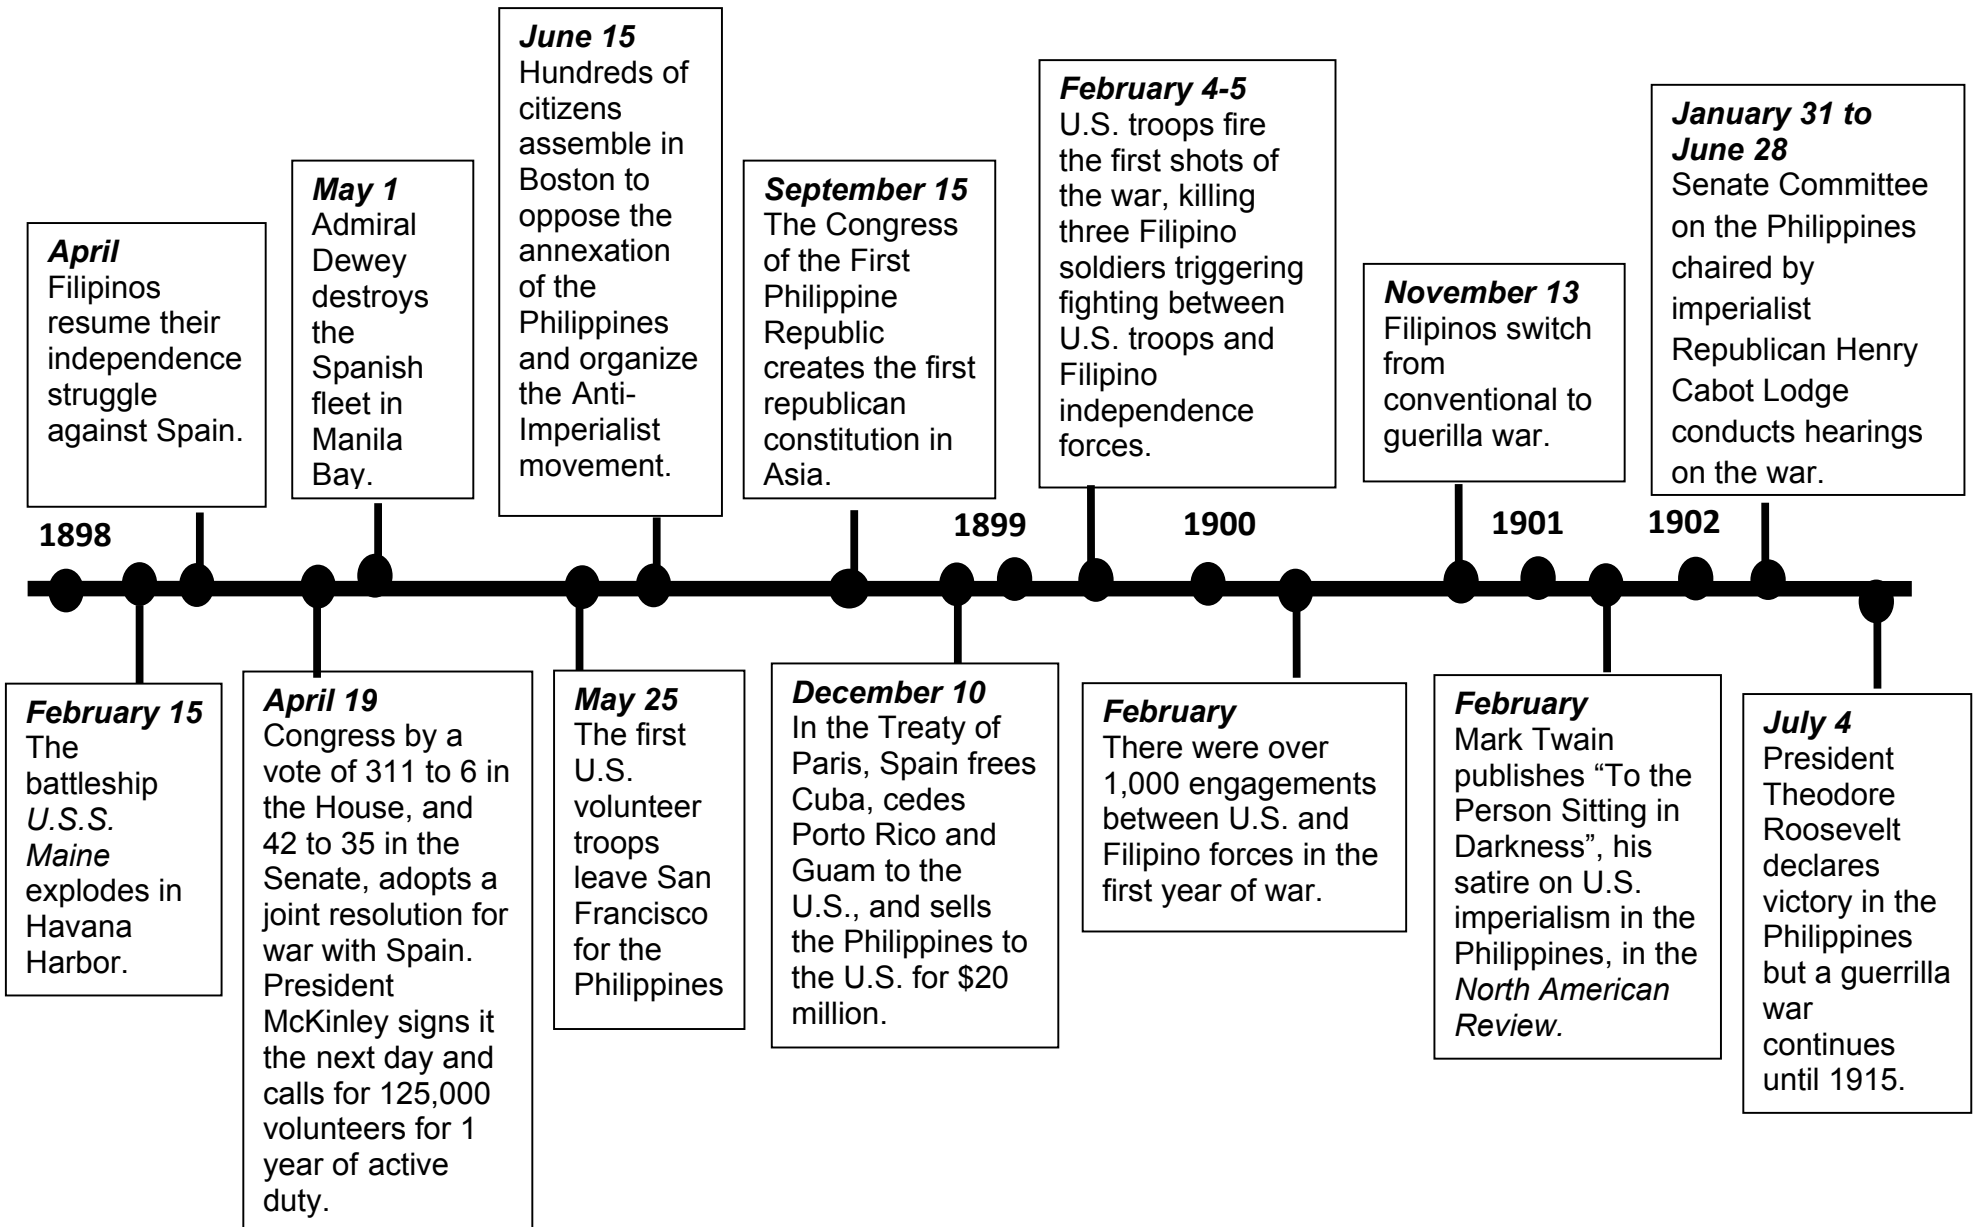 June 15
Hundreds of
citizens
assemble in
Boston to
oppose the
annexation
of the
Philippines
and organize
the Anti-
Imperialist
movement.
February 4-5
U.S. troops fire
the first shots of
the war, killing
three Filipino
soldiers triggering
fighting between
U.S. troops and
Filipino
independence
forces.
January 31 to
June 28
Senate Committee
on the Philippines
chaired by
imperialist
Republican Henry
Cabot Lodge
conducts hearings
on the war.
May 1
Admiral
Dewey
destroys
the
Spanish
fleet in
Manila
Bay.
September 15
The Congress
of the First
Philippine
Republic
creates the first
republican
constitution in
Asia.
April
Filipinos
resume their
independence
struggle
against Spain.
November 13
Filipinos switch
from
conventional to
guerilla war.
1898
1899
1900
1901
1902
February 15
The
battleship
U.S.S.
Maine
explodes in
Havana
Harbor.
April 19
Congress by a
vote of 311 to 6 in
the House, and
42 to 35 in the
Senate, adopts a
joint resolution for
war with Spain.
President
McKinley signs it
the next day and
calls for 125,000
volunteers for 1
year of active
duty.
May 25
The first
U.S.
volunteer
troops
leave San
Francisco
for the
Philippines
December 10
In the Treaty of
Paris, Spain frees
Cuba, cedes
Porto Rico and
Guam to the
U.S., and sells
the Philippines to
the U.S. for $20
million.
February
There were over
1,000 engagements
between U.S. and
Filipino forces in the
first year of war.
February
Mark Twain
publishes “To the
Person Sitting in
Darkness”, his
satire on U.S.
imperialism in the
Philippines, in the
North American
Review.
July 4
President
Theodore
Roosevelt
declares
victory in the
Philippines
but a guerrilla
war
continues
until 1915.